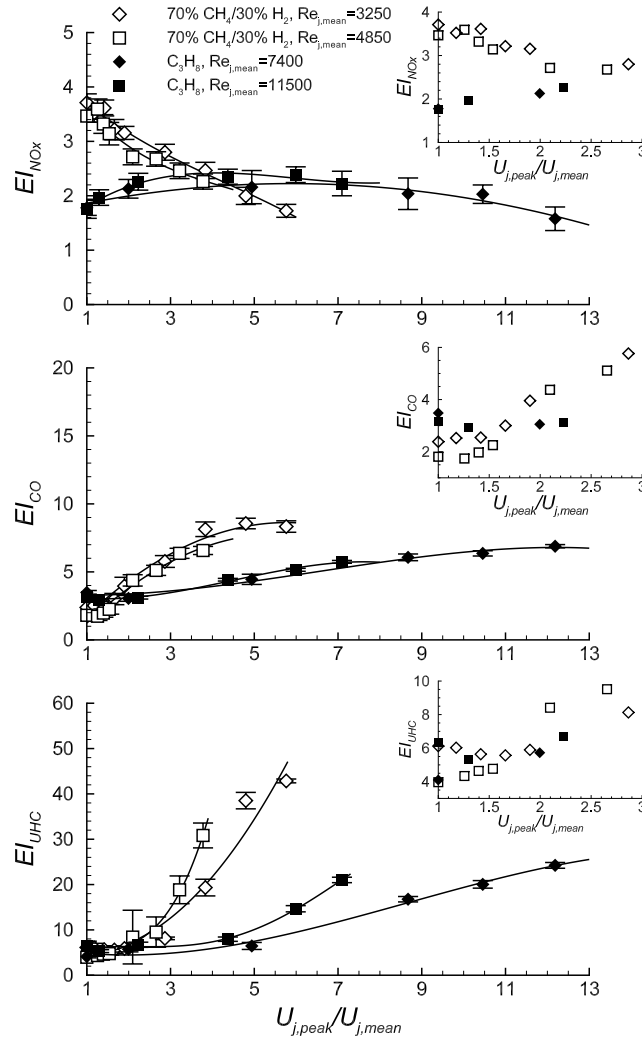 70% CH4/30% H2, Rej,mean=3250
70% CH4/30% H2, Rej,mean=4850
C3H8, Rej,mean=7400
C3H8, Rej,mean=11500
5
4
3
2
1
0
EINOx
1 3 5 7 9 11 13
4
3
2
1
EINOx
1 1.5 2 2.5 3
Uj,peak/Uj,mean
20
15
10
5
0
EICO
1 3 5 7 9 11 13
6
4
2
EICO
1 1.5 2 2.5 3
Uj,peak/Uj,mean
60
50
40
30
20
10
0
EIUHC
1 3 5 7 9 11 13
Uj,peak/Uj,mean
10
8
6
4
EIUHC
1 1.5 2 2.5 3
Uj,peak/Uj,mean